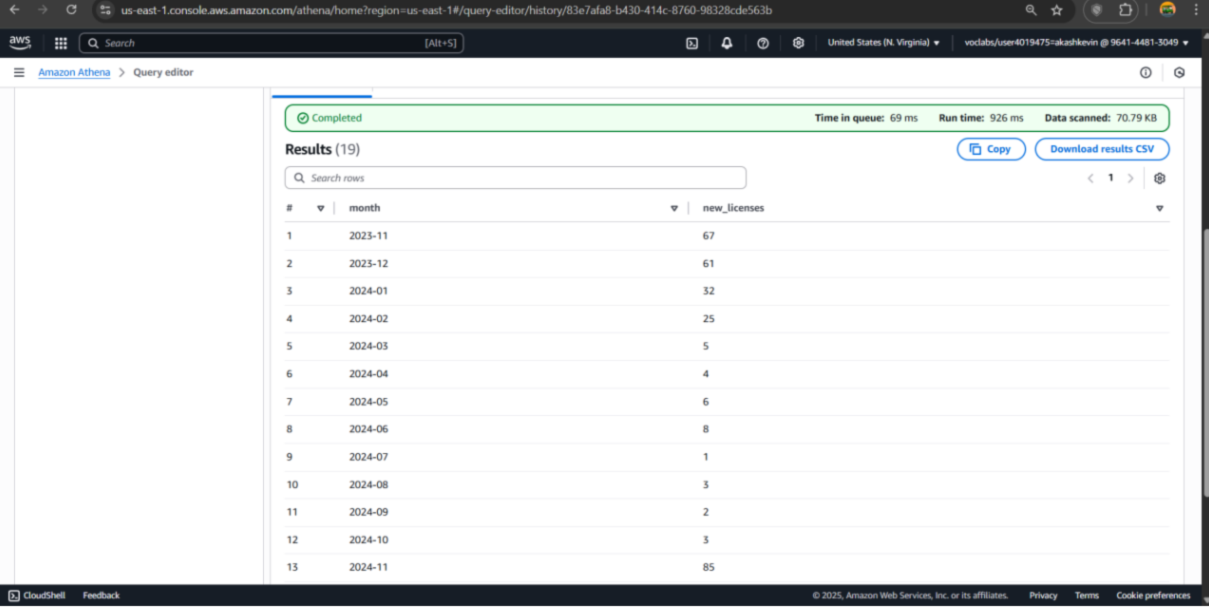 us-east-1.console.aws.amazon.com/athena/home?region=us-east-1#/query-editor/history/83e7afa8-b430-414c-8760-98328cde563b
aws Search [Alt+S] United States (N. Virginia) voclabs/user4019475=akashkevin @ 9641-4481-3049
Amazon Athena > Query editor
Completed Time in queue: 69 ms Run time: 926 ms Data scanned: 70.79 KB
Results (19) Copy Download results CSV
Search rows 1
# month new_licenses
1 2023-11 67
2 2023-12 61
3 2024-01 32
4 2024-02 25
5 2024-03 5
6 2024-04 4
7 2024-05 6
8 2024-06 8
9 2024-07 1
10 2024-08 3
11 2024-09 2
12 2024-10 3
13 2024-11 85
CloudShell Feedback © 2025, Amazon Web Services, Inc. or its affiliates. Privacy Terms Cookie preferences